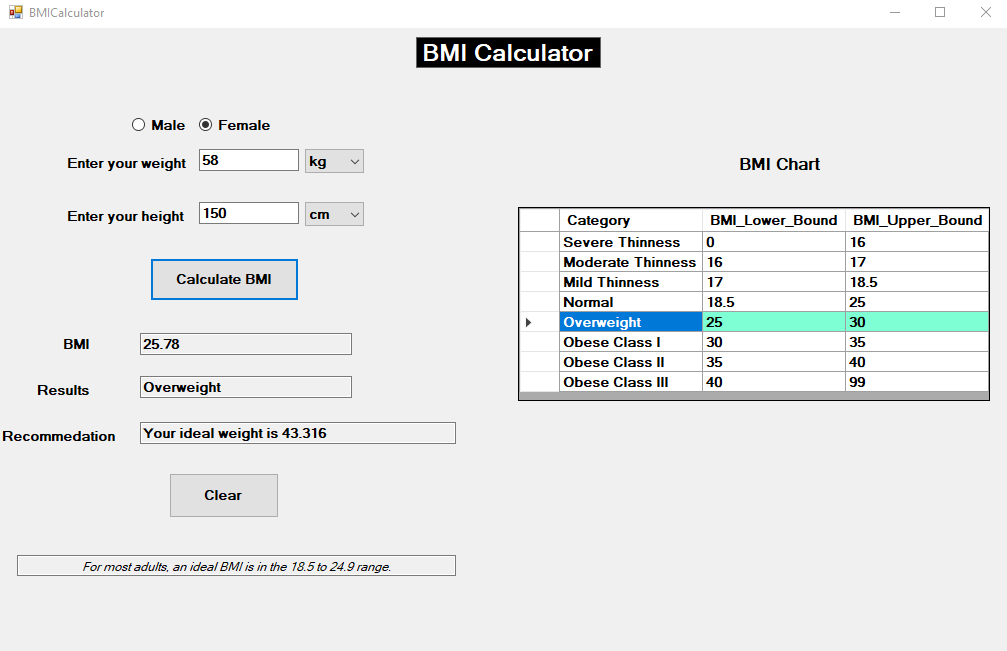 BMICalculator
BMI Calculator
Male Female
Enter your weight 58 kg
Enter your height 150 cm
Calculate BMI
BMI 25.78
Results Overweight
Recommedation Your ideal weight is 43.316
Clear
For most adults, an ideal BMI is in the 18.5 to 24.9 range.
BMI Chart
Category BMI_Lower_Bound BMI_Upper_Bound
Severe Thinness 0 16
Moderate Thinness 16 17
Mild Thinness 17 18.5
Normal 18.5 25
Overweight 25 30
Obese Class I 30 35
Obese Class II 35 40
Obese Class III 40 99